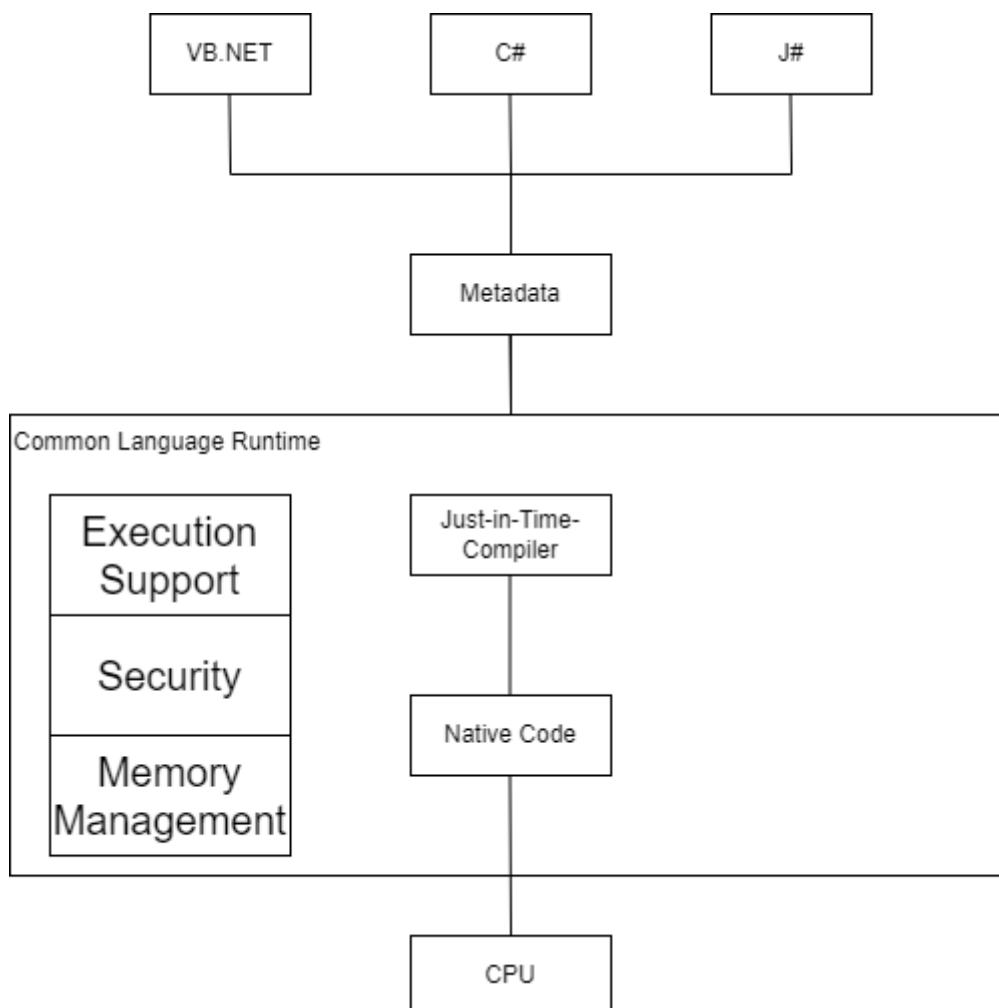 VB.NET
C#
J#
Metadata
Common Language Runtime
Execution
Support
Security
Memory
Management
Just-in-Time-
Compiler
Native Code
CPU